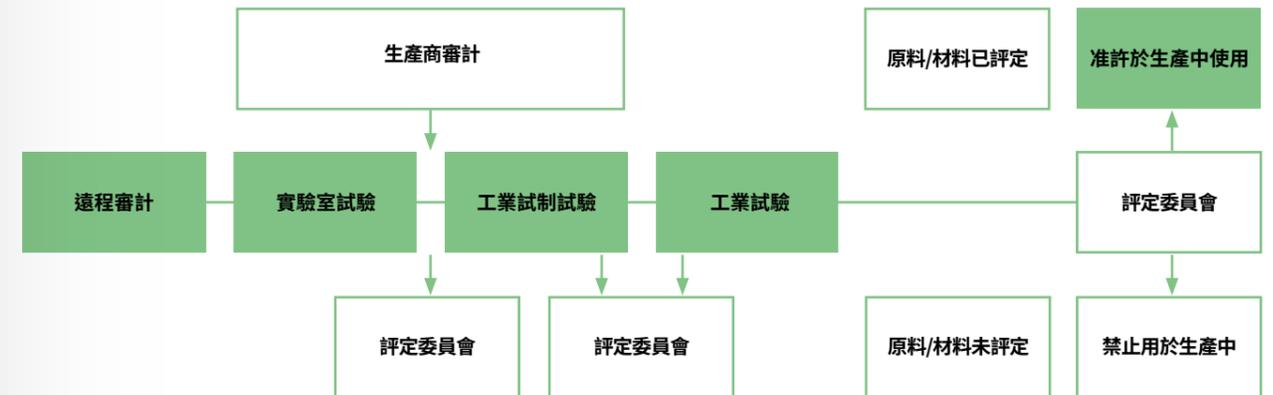 生產商審計
原料/材料已評定
准許於生產中使用
遠程審計
實驗室試驗
工業試制試驗
工業試驗
評定委員會
評定委員會
評定委員會
原料/材料未評定
禁止用於生產中